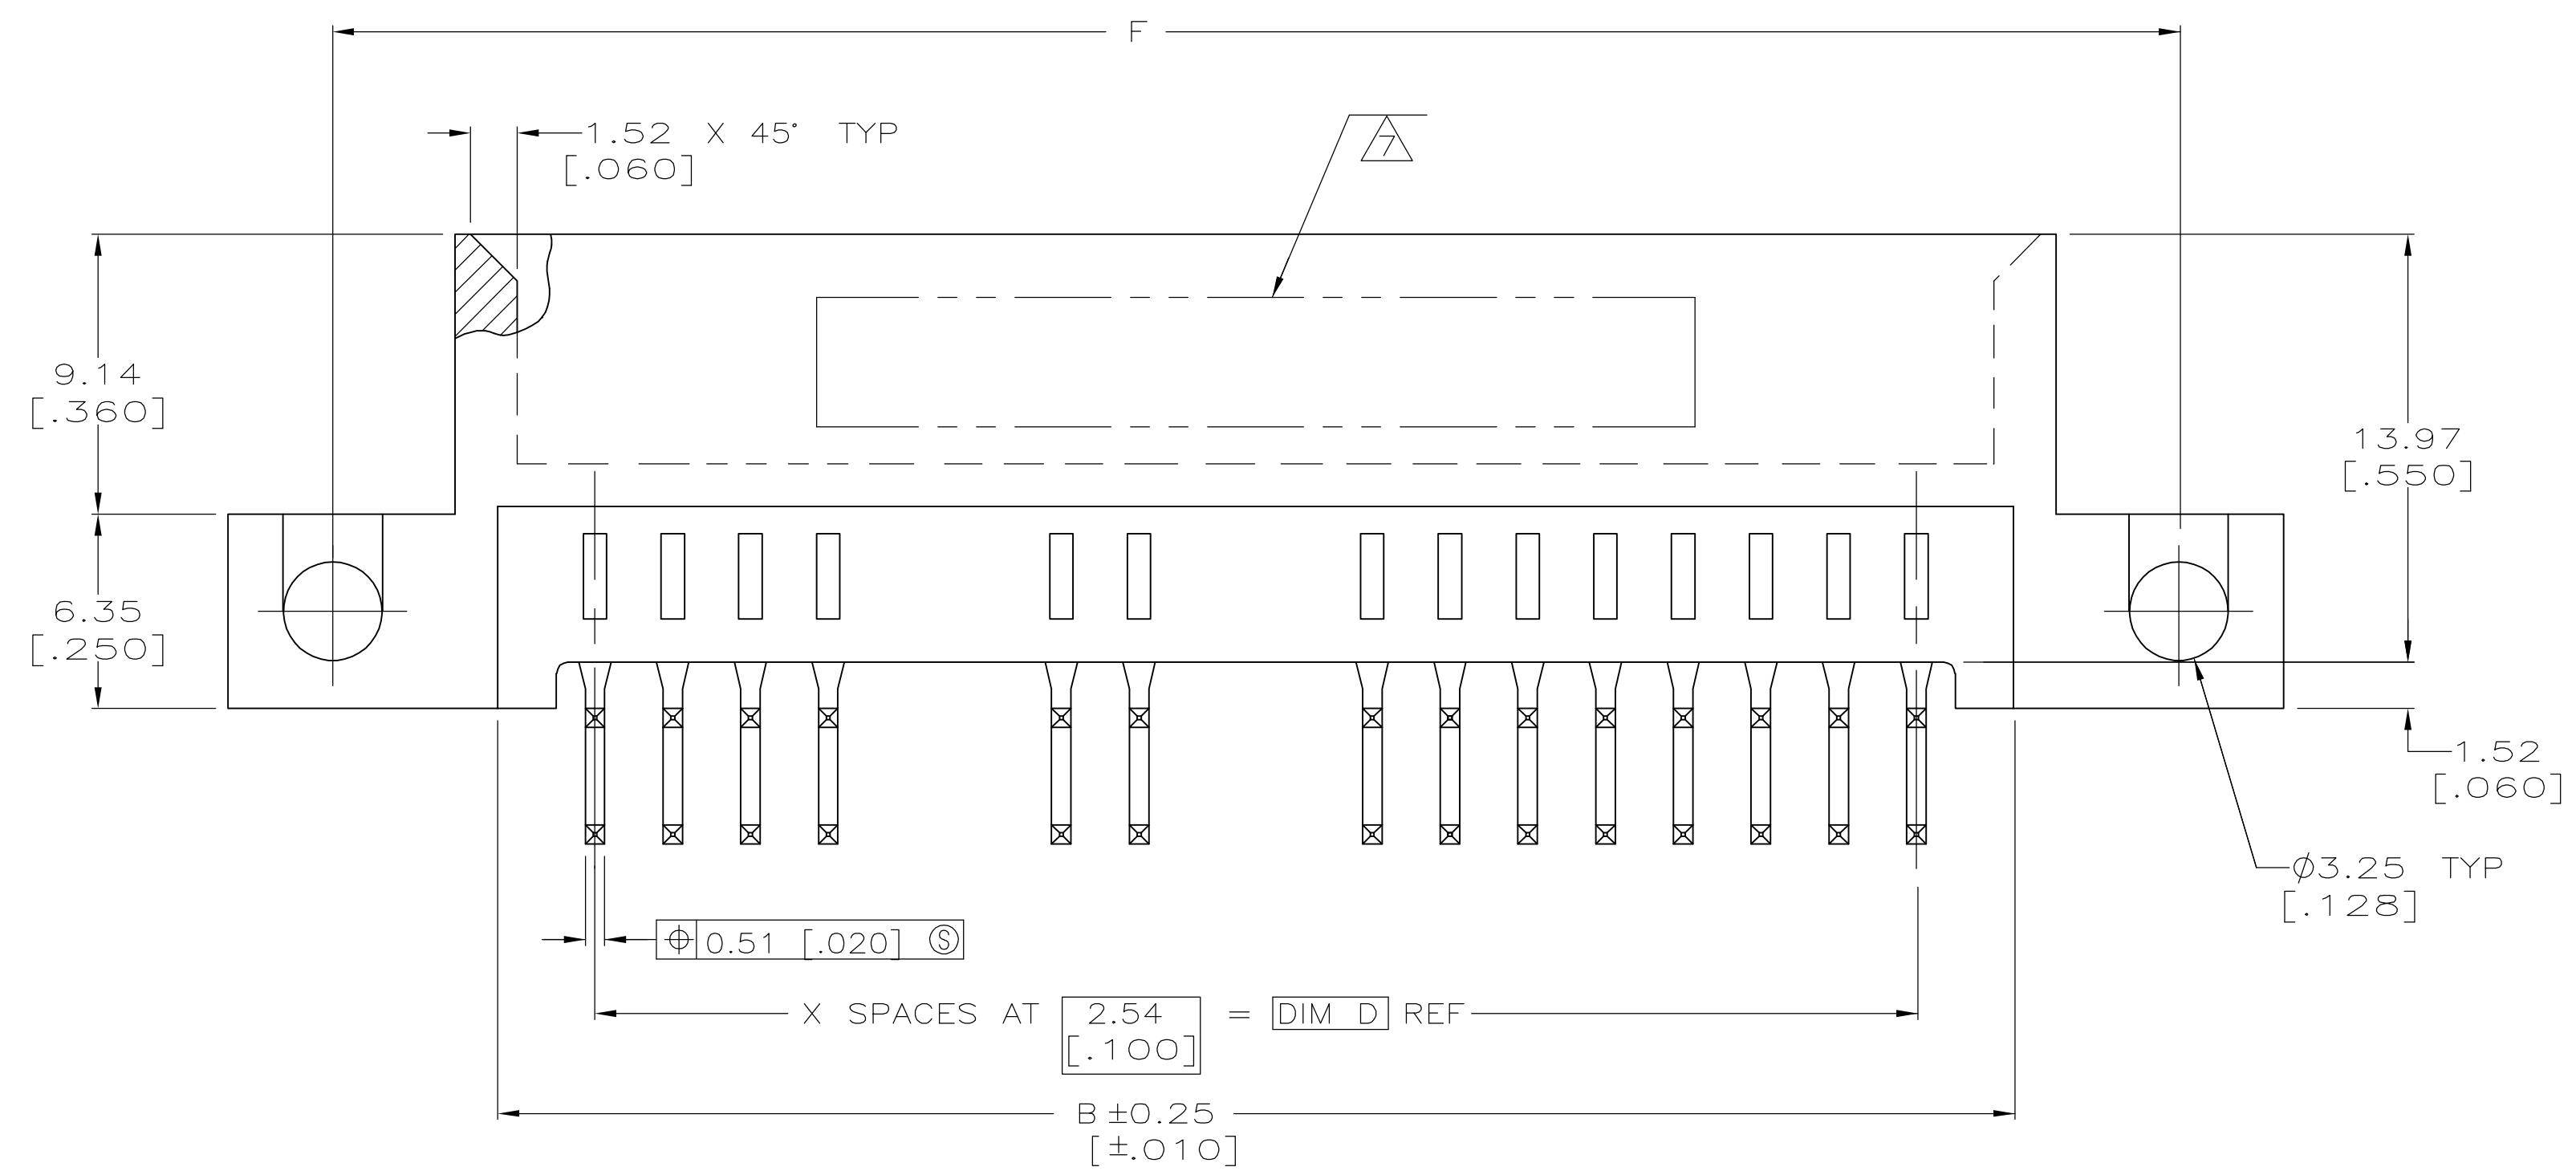 F
1.52 X 45° TYP
[.060]
7
9.14
[.360]
13.97
[.550]
6.35
[.250]
1.52
[.060]
⌀3.25 TYP
[.128]
⌖ 0.51 [.020] Ⓢ
X SPACES AT 2.54 = DIM D REF
[.100]
B ±0.25
[±.010]